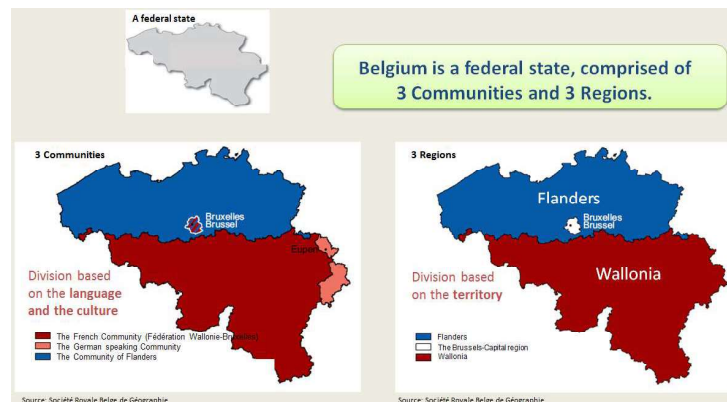 A federal state
Belgium is a federal state, comprised of
3 Communities and 3 Regions.
3 Communities
Bruxelles
Brussel
Eupen
Division based
on the language
and the culture
The French Community (Fédération Wallonie-Bruxelles)
The German speaking Community
The Community of Flanders
Source: Société Royale Belge de Géographie
3 Regions
Flanders
Bruxelles
Brussel
Wallonia
Division based
on the territory
Flanders
The Brussels-Capital region
Wallonia
Source: Société Royale Belge de Géographie